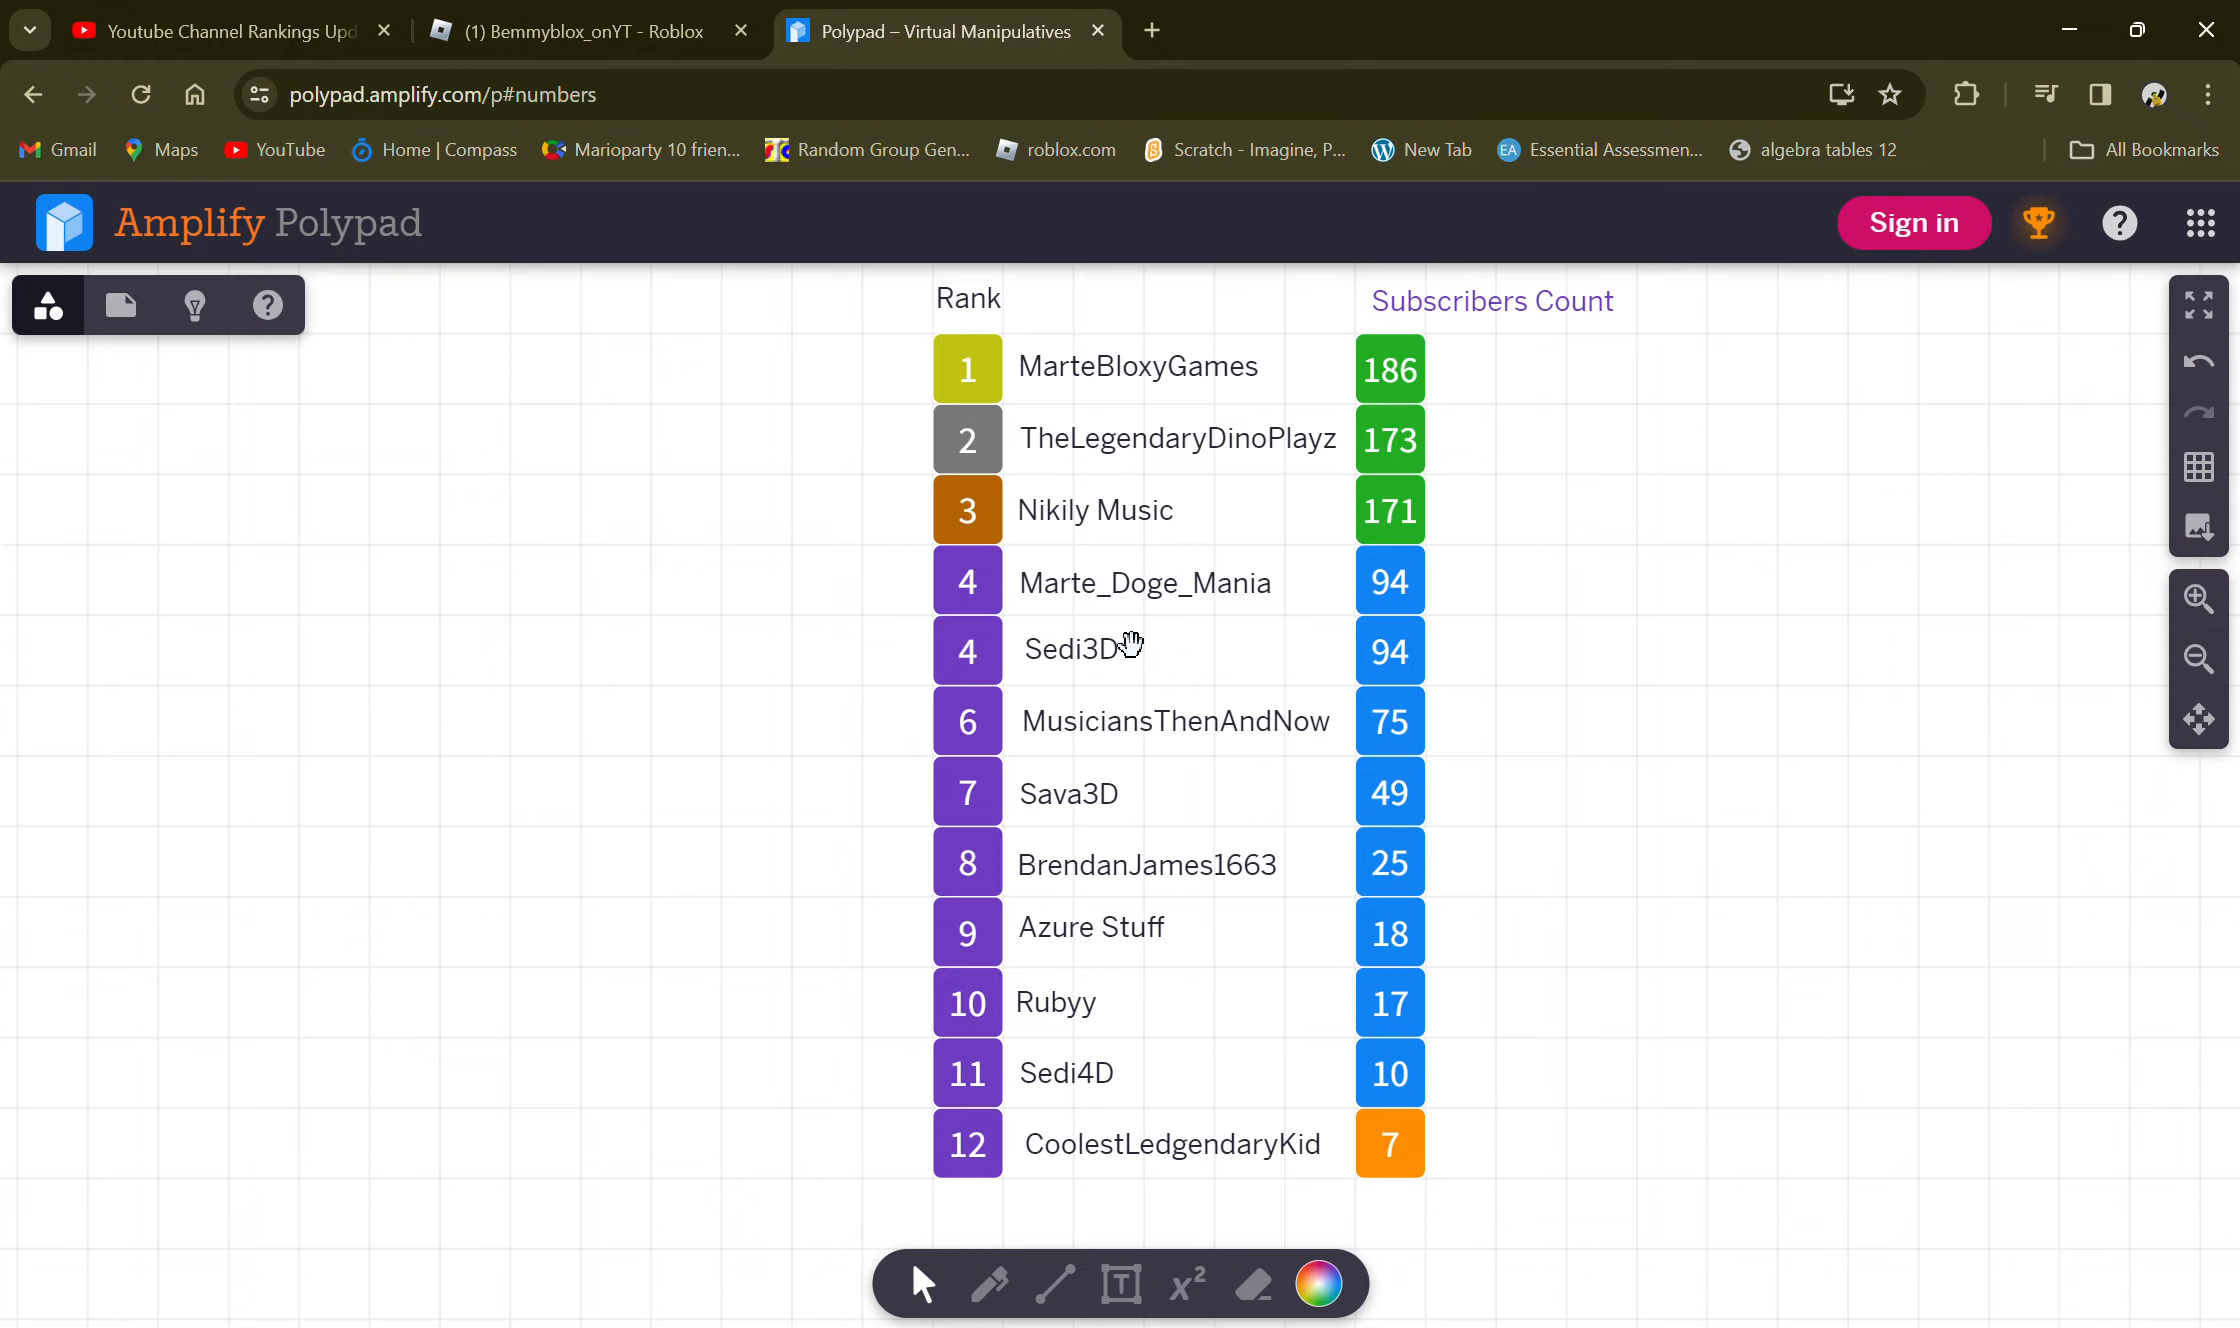 Youtube Channel Rankings Upd
(1) Bemmyblox_onYT - Roblox
Polypad – Virtual Manipulatives
polypad.amplify.com/p#numbers
Gmail
Maps
YouTube
Home | Compass
Marioparty 10 frien...
Random Group Gen...
roblox.com
Scratch - Imagine, P...
New Tab
EA Essential Assessmen...
algebra tables 12
All Bookmarks
Amplify Polypad
Sign in
Rank Subscribers Count
1 MarteBloxyGames 186
2 TheLegendaryDinoPlayz 173
3 Nikily Music 171
4 Marte_Doge_Mania 94
4 Sedi3D 94
6 MusiciansThenAndNow 75
7 Sava3D 49
8 BrendanJames1663 25
9 Azure Stuff 18
10 Rubyy 17
11 Sedi4D 10
12 CoolestLedgendaryKid 7
T x²